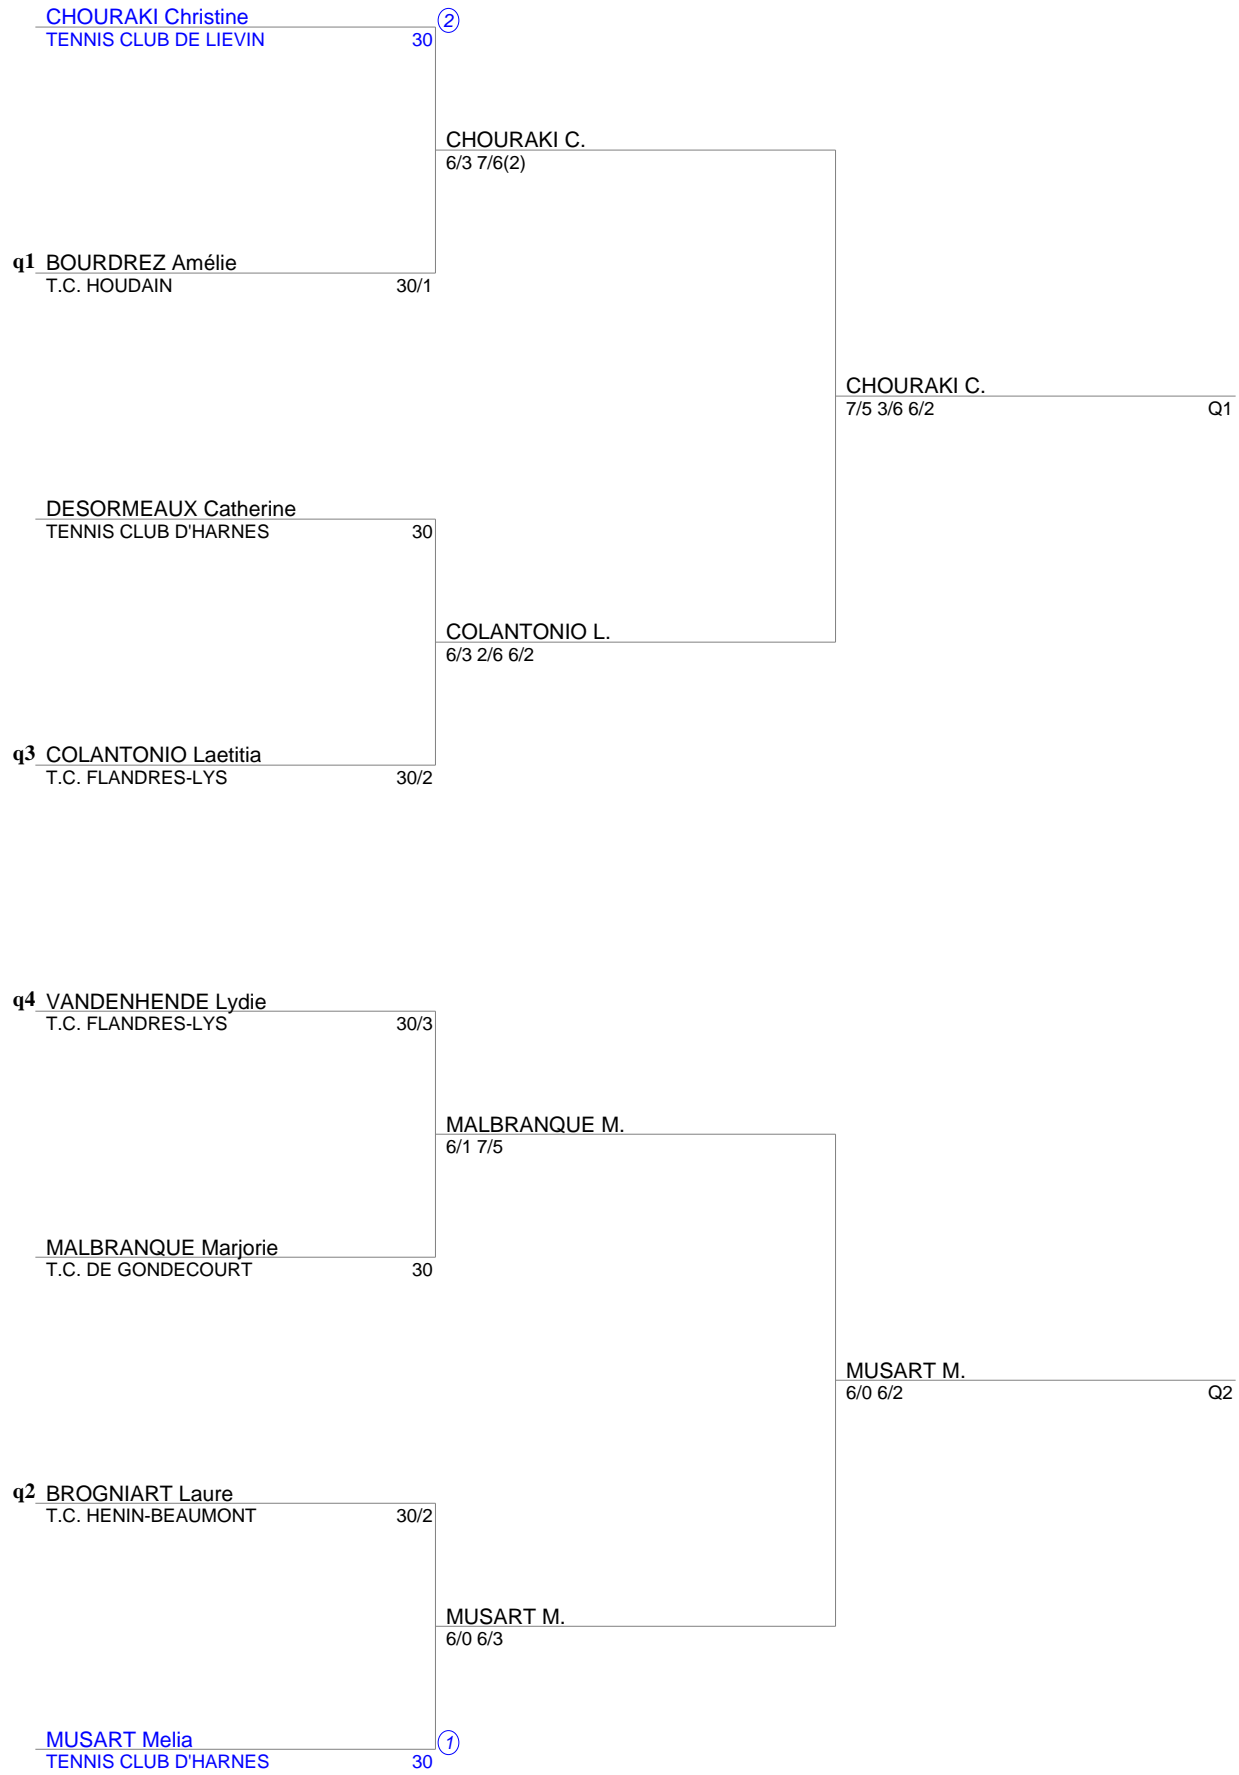 CHOURAKI Christine 2
TENNIS CLUB DE LIEVIN 30
CHOURAKI C.
6/3 7/6(2)
q1 BOURDREZ Amélie
T.C. HOUDAIN 30/1
CHOURAKI C.
7/5 3/6 6/2 Q1
DESORMEAUX Catherine
TENNIS CLUB D'HARNES 30
COLANTONIO L.
6/3 2/6 6/2
q3 COLANTONIO Laetitia
T.C. FLANDRES-LYS 30/2
q4 VANDENHENDE Lydie
T.C. FLANDRES-LYS 30/3
MALBRANQUE M.
6/1 7/5
MALBRANQUE Marjorie
T.C. DE GONDECOURT 30
MUSART M.
6/0 6/2 Q2
q2 BROGNIART Laure
T.C. HENIN-BEAUMONT 30/2
MUSART M.
6/0 6/3
MUSART Melia 1
TENNIS CLUB D'HARNES 30